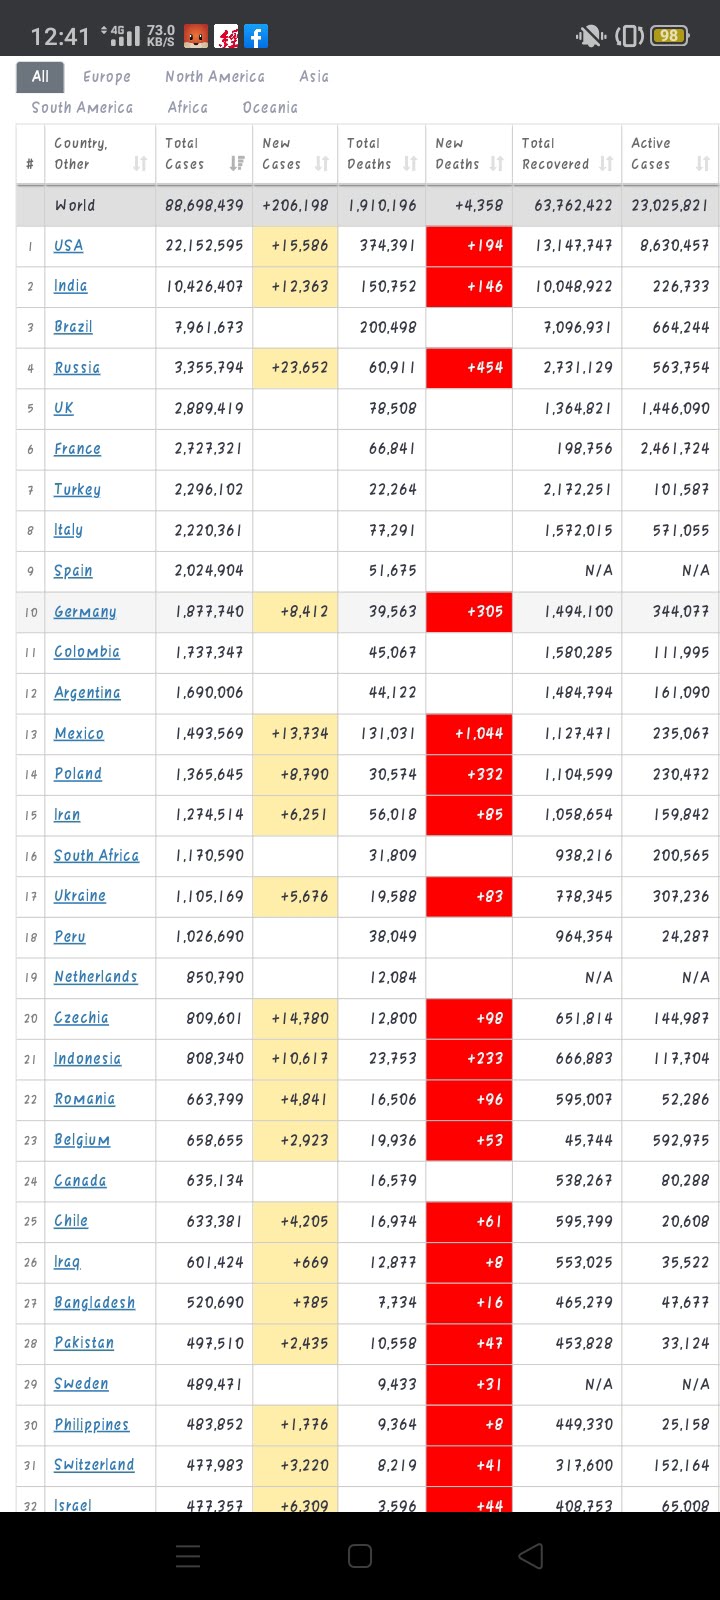 12:41 4G 73.0 KB/S 經 98
All Europe North America Asia
South America Africa Oceania
# Country, Other Total Cases New Cases Total Deaths New Deaths Total Recovered Active Cases
World 88,698,439 +206,198 1,910,196 +4,358 63,762,422 23,025,821
1 USA 22,152,595 +15,586 374,391 +194 13,147,747 8,630,457
2 India 10,426,407 +12,363 150,752 +146 10,048,922 226,733
3 Brazil 7,961,673 200,498 7,096,931 664,244
4 Russia 3,355,794 +23,652 60,911 +454 2,731,129 563,754
5 UK 2,889,419 78,508 1,364,821 1,446,090
6 France 2,727,321 66,841 198,756 2,461,724
7 Turkey 2,296,102 22,264 2,172,251 101,587
8 Italy 2,220,361 77,291 1,572,015 571,055
9 Spain 2,024,904 51,675 N/A N/A
10 Germany 1,877,740 +8,412 39,563 +305 1,494,100 344,077
11 Colombia 1,737,347 45,067 1,580,285 111,995
12 Argentina 1,690,006 44,122 1,484,794 161,090
13 Mexico 1,493,569 +13,734 131,031 +1,044 1,127,471 235,067
14 Poland 1,365,645 +8,790 30,574 +332 1,104,599 230,472
15 Iran 1,274,514 +6,251 56,018 +85 1,058,654 159,842
16 South Africa 1,170,590 31,809 938,216 200,565
17 Ukraine 1,105,169 +5,676 19,588 +83 778,345 307,236
18 Peru 1,026,690 38,049 964,354 24,287
19 Netherlands 850,790 12,084 N/A N/A
20 Czechia 809,601 +14,780 12,800 +98 651,814 144,987
21 Indonesia 808,340 +10,617 23,753 +233 666,883 117,704
22 Romania 663,799 +4,841 16,506 +96 595,007 52,286
23 Belgium 658,655 +2,923 19,936 +53 45,744 592,975
24 Canada 635,134 16,579 538,267 80,288
25 Chile 633,381 +4,205 16,974 +61 595,799 20,608
26 Iraq 601,424 +669 12,877 +8 553,025 35,522
27 Bangladesh 520,690 +785 7,734 +16 465,279 47,677
28 Pakistan 497,510 +2,435 10,558 +47 453,828 33,124
29 Sweden 489,471 9,433 +31 N/A N/A
30 Philippines 483,852 +1,776 9,364 +8 449,330 25,158
31 Switzerland 477,983 +3,220 8,219 +41 317,600 152,164
32 Israel 477,357 +6,309 3,596 +44 408,753 65,008